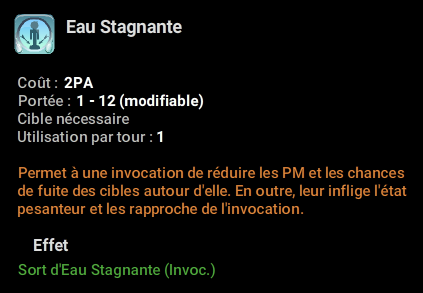 Eau Stagnante
Coût : 2PA
Portée : 1 - 12 (modifiable)
Cible nécessaire
Utilisation par tour : 1
Permet à une invocation de réduire les PM et les chances
de fuite des cibles autour d'elle. En outre, leur inflige l'état
pesanteur et les rapproche de l'invocation.
Effet
Sort d'Eau Stagnante (Invoc.)